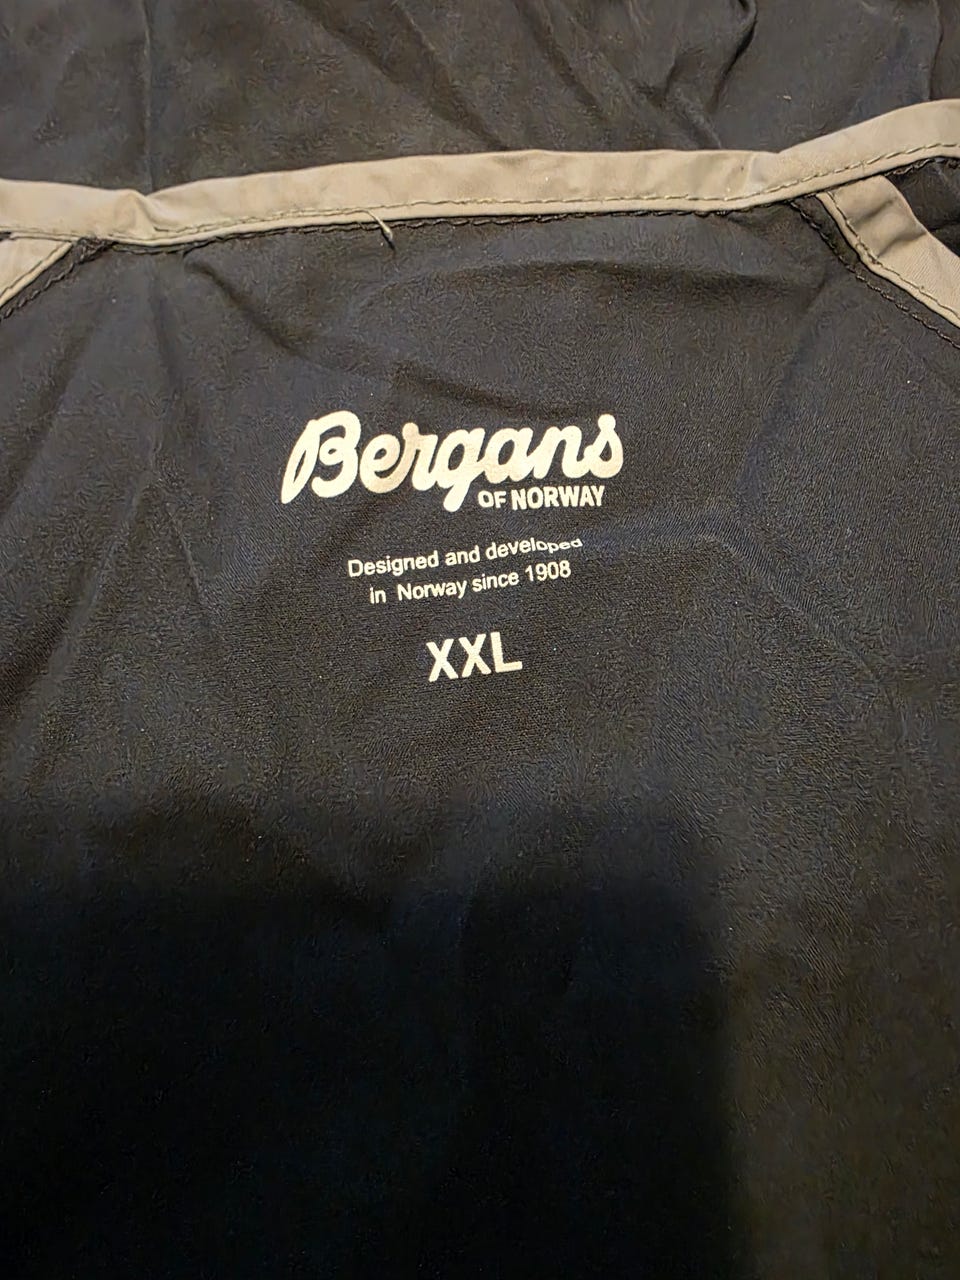 Bergans
OF NORWAY
Designed and developed
in Norway since 1908
XXL